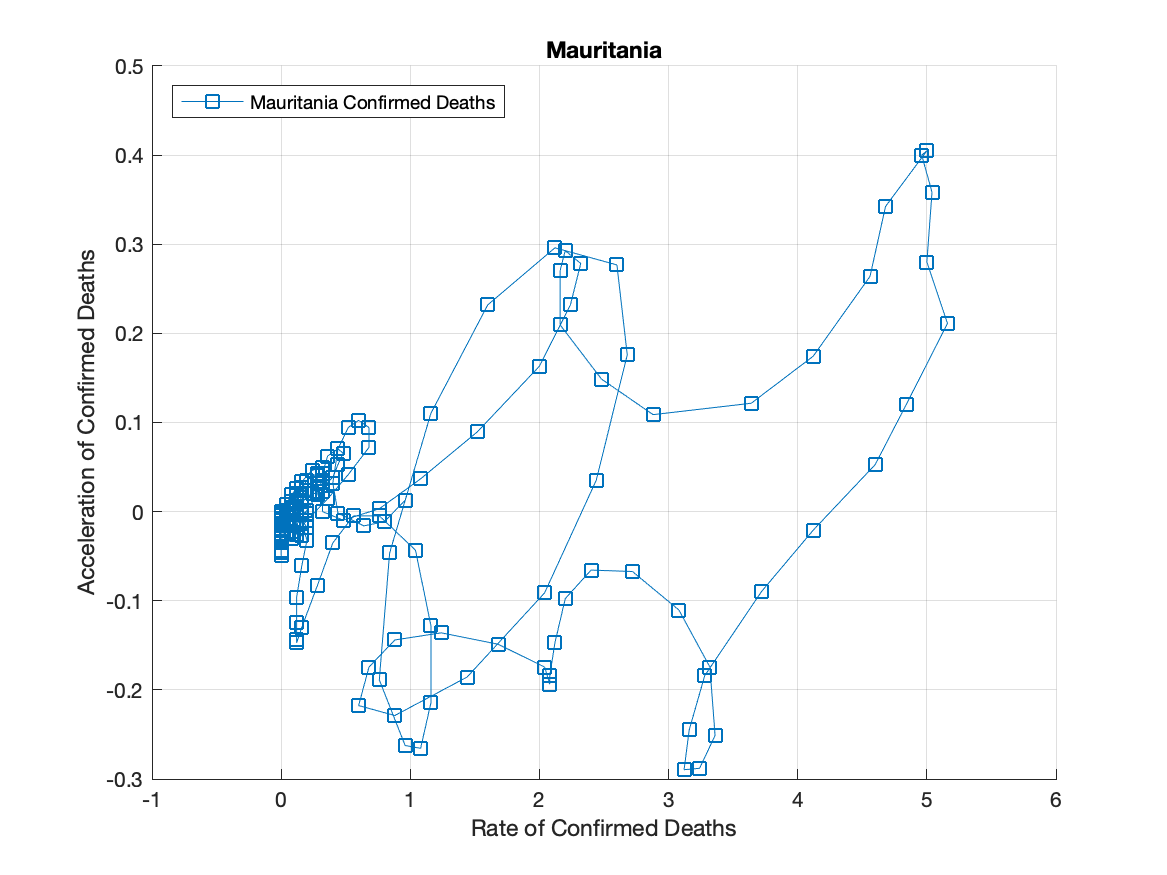 Mauritania
0.5
Mauritania Confirmed Deaths
0.4
0.3
0.2
0.1
0
-0.1
-0.2
-0.3
Acceleration of Confirmed Deaths
-1 0 1 2 3 4 5 6
Rate of Confirmed Deaths